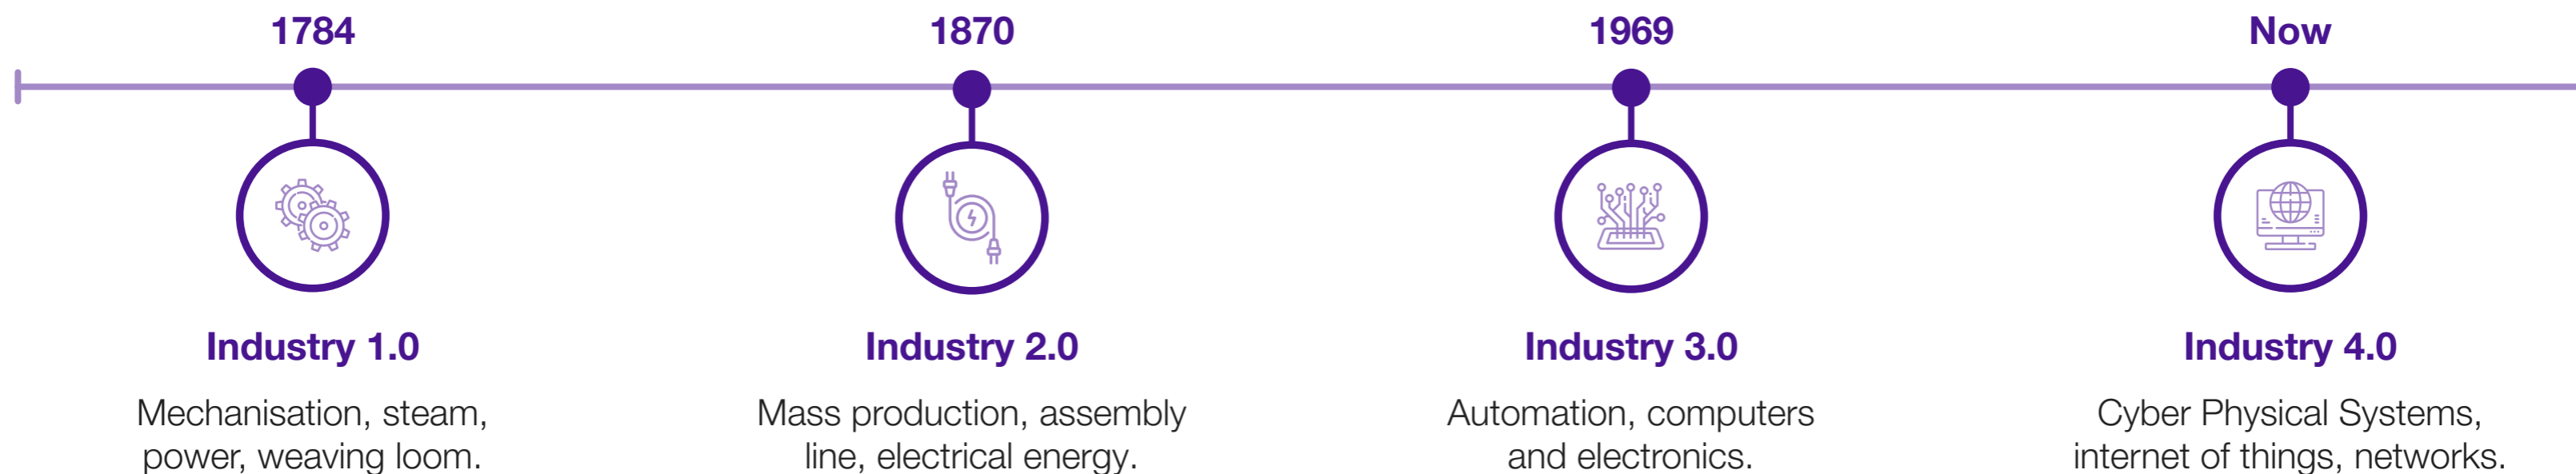 1784
1870
1969
Now
Industry 1.0
Industry 2.0
Industry 3.0
Industry 4.0
Mechanisation, steam,
power, weaving loom.
Mass production, assembly
line, electrical energy.
Automation, computers
and electronics.
Cyber Physical Systems,
internet of things, networks.